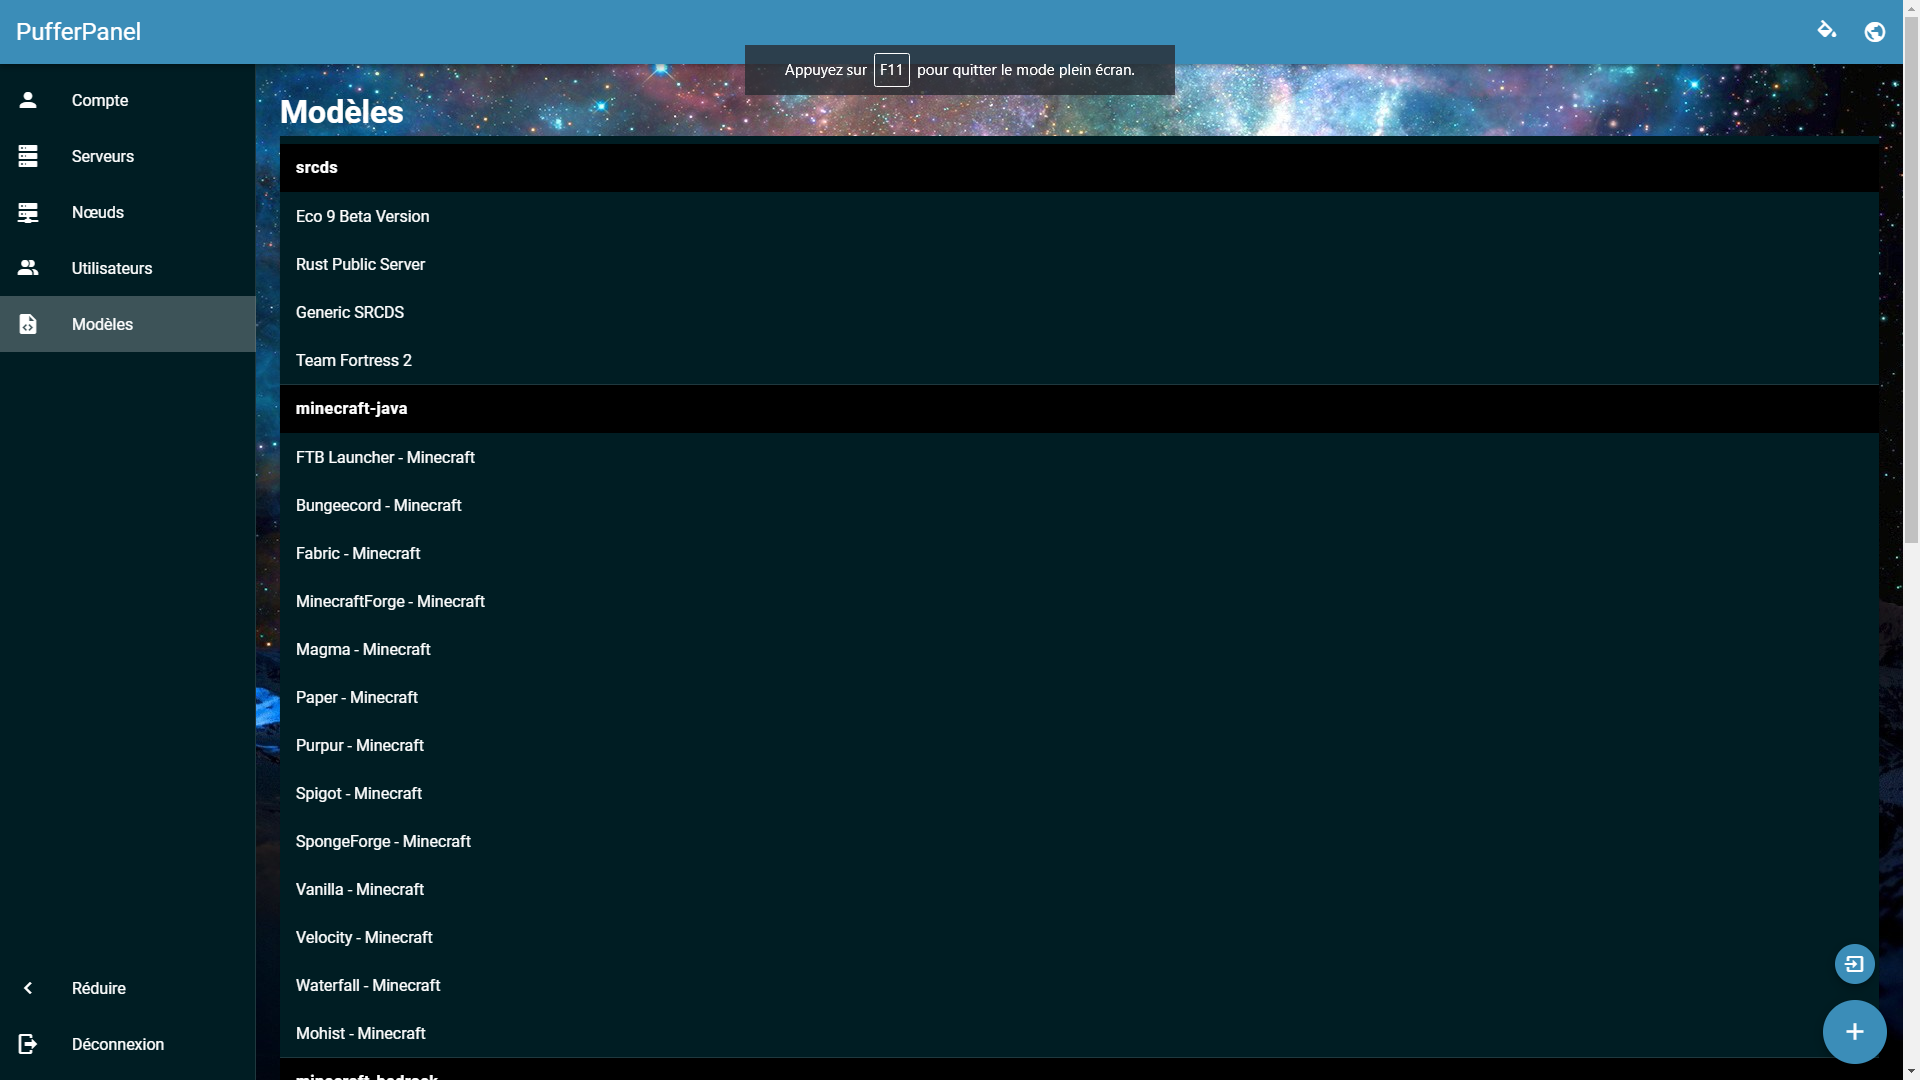 PufferPanel
Appuyez sur F11 pour quitter le mode plein écran.
Compte
Serveurs
Nœuds
Utilisateurs
Modèles
Réduire
Déconnexion
Modèles
srcds
Eco 9 Beta Version
Rust Public Server
Generic SRCDS
Team Fortress 2
minecraft-java
FTB Launcher - Minecraft
Bungeecord - Minecraft
Fabric - Minecraft
MinecraftForge - Minecraft
Magma - Minecraft
Paper - Minecraft
Purpur - Minecraft
Spigot - Minecraft
SpongeForge - Minecraft
Vanilla - Minecraft
Velocity - Minecraft
Waterfall - Minecraft
Mohist - Minecraft
minecraft-bedrock